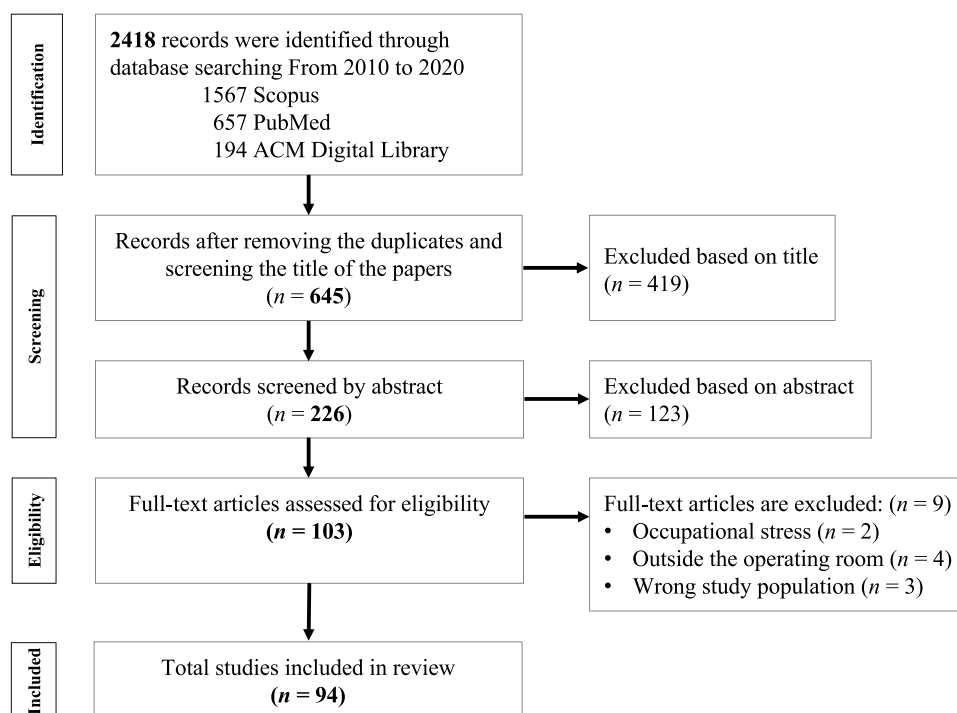 Identification
2418 records were identified through
database searching From 2010 to 2020
1567 Scopus
657 PubMed
194 ACM Digital Library
Screening
Records after removing the duplicates and
screening the title of the papers
(n = 645)
Excluded based on title
(n = 419)
Records screened by abstract
(n = 226)
Excluded based on abstract
(n = 123)
Eligibility
Full-text articles assessed for eligibility
(n = 103)
Full-text articles are excluded: (n = 9)
• Occupational stress (n = 2)
• Outside the operating room (n = 4)
• Wrong study population (n = 3)
Included
Total studies included in review
(n = 94)